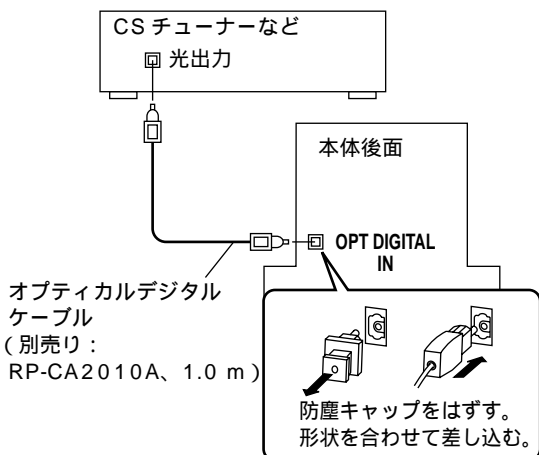 CS チューナーなど
光出力
本体後面
OPT DIGITAL
IN
オプティカルデジタル
ケーブル
(別売り：
RP-CA2010A、1.0 m)
防塵キャップをはずす。
形状を合わせて差し込む。